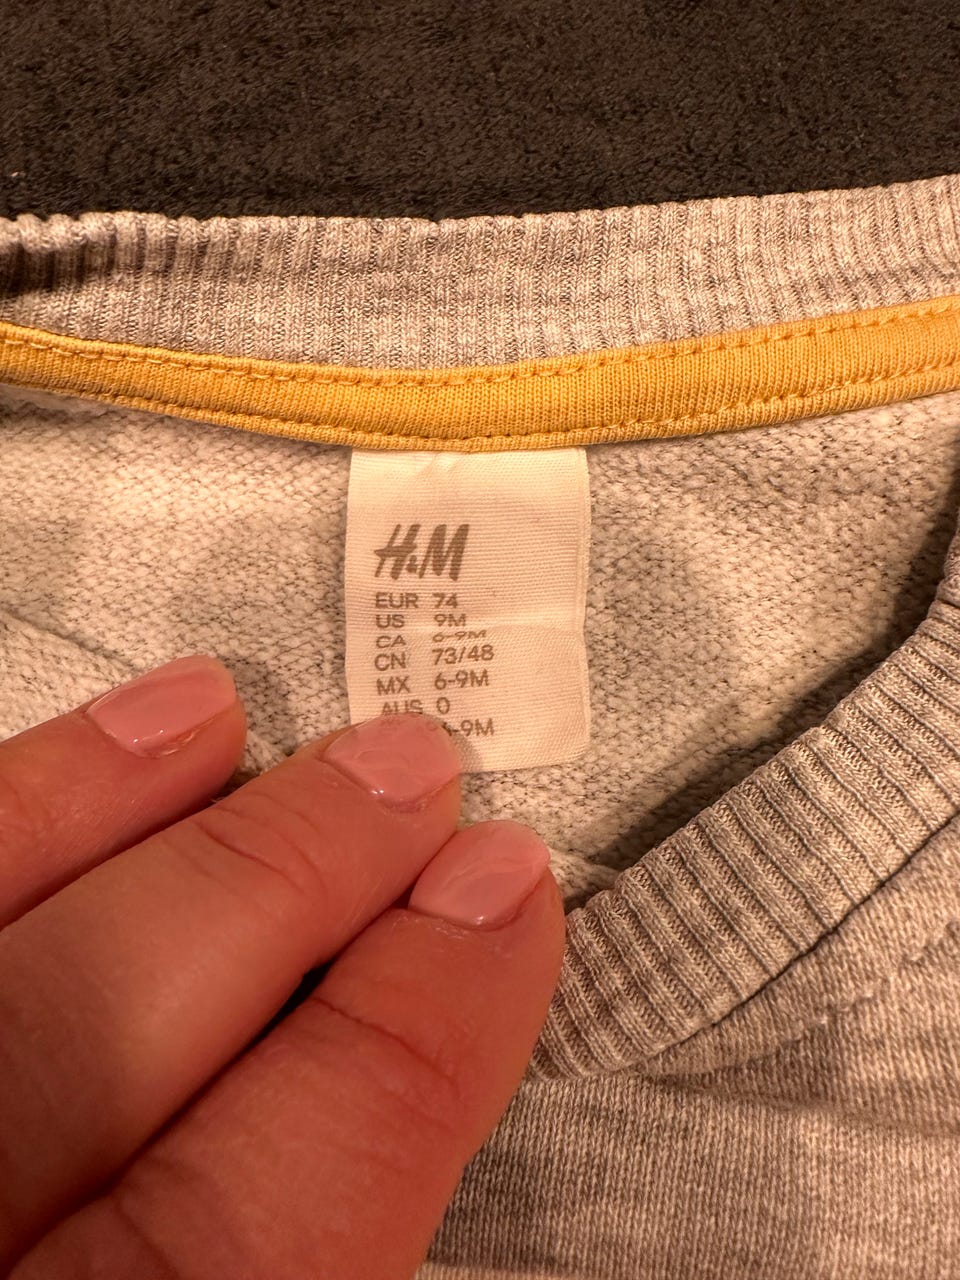 H&M
EUR 74
US 9M
CA 6-9M
CN 73/48
MX 6-9M
AUS 0